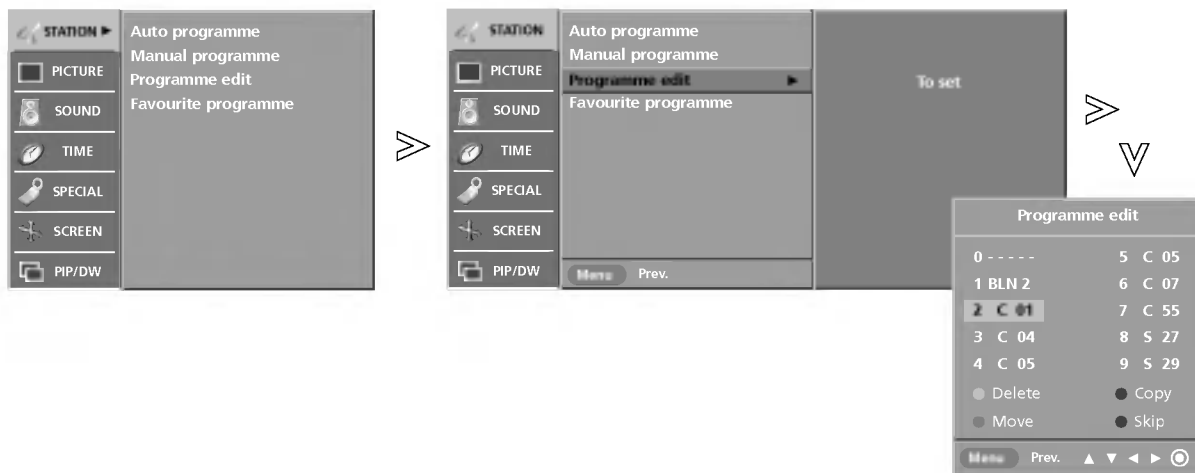 STATION
PICTURE
SOUND
TIME
SPECIAL
SCREEN
PIP/DW
Auto programme
Manual programme
Programme edit
Favourite programme
STATION
PICTURE
SOUND
TIME
SPECIAL
SCREEN
PIP/DW
Auto programme
Manual programme
Programme edit
Favourite programme
Menu Prev.
To set
Programme edit
0 - - - - -
1 BLN 2
2 C 01
3 C 04
4 C 05
5 C 05
6 C 07
7 C 55
8 S 27
9 S 29
Delete
Copy
Move
Skip
Menu Prev.